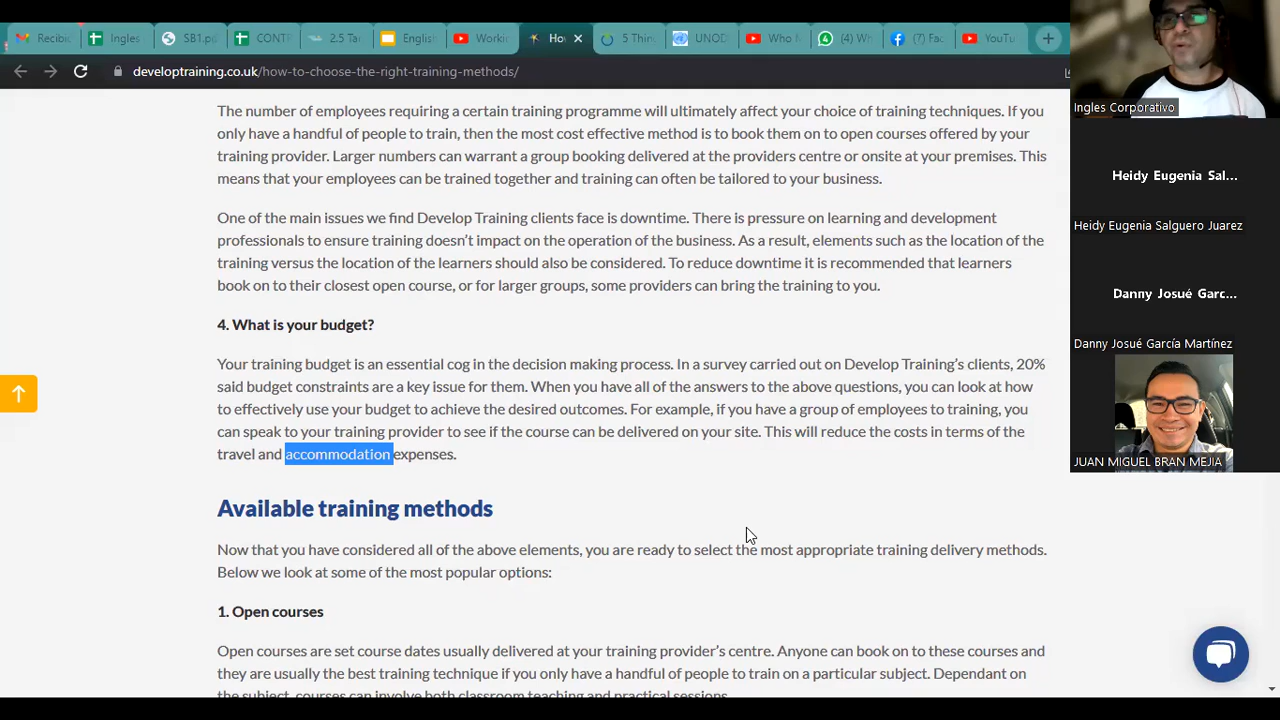 Recibic
Ingles
SB1.pd
CONTR
2.5 Tar
English
Workin
Ho
5 Thin
UNOD
Who M
4
(4) Wh
(?) Fac
YouTu
developtraining.co.uk/how-to-choose-the-right-training-methods/
The number of employees requiring a certain training programme will ultimately affect your choice of training techniques. If you
only have a handful of people to train, then the most cost effective method is to book them on to open courses offered by your
training provider. Larger numbers can warrant a group booking delivered at the providers centre or onsite at your premises. This
means that your employees can be trained together and training can often be tailored to your business.
One of the main issues we find Develop Training clients face is downtime. There is pressure on learning and development
professionals to ensure training doesn't impact on the operation of the business. As a result, elements such as the location of the
training versus the location of the learners should also be considered. To reduce downtime it is recommended that learners
book on to their closest open course, or for larger groups, some providers can bring the training to you.
4. What is your budget?
Your training budget is an essential cog in the decision making process. In a survey carried out on Develop Training's clients, 20%
said budget constraints are a key issue for them. When you have all of the answers to the above questions, you can look at how
to effectively use your budget to achieve the desired outcomes. For example, if you have a group of employees to training, you
can speak to your training provider to see if the course can be delivered on your site. This will reduce the costs in terms of the
travel and accommodation expenses.
Available training methods
Now that you have considered all of the above elements, you are ready to select the most appropriate training delivery methods.
Below we look at some of the most popular options:
1. Open courses
Open courses are set course dates usually delivered at your training provider's centre. Anyone can book on to these courses and
they are usually the best training technique if you only have a handful of people to train on a particular subject. Dependant on
the subject, courses can involve both classroom teaching and practical sessions.
Ingles Corporativo
Heidy Eugenia Sal...
Heidy Eugenia Salguero Juarez
Danny Josué Garc...
Danny Josué García Martínez
JUAN MIGUEL BRAN MEJIA